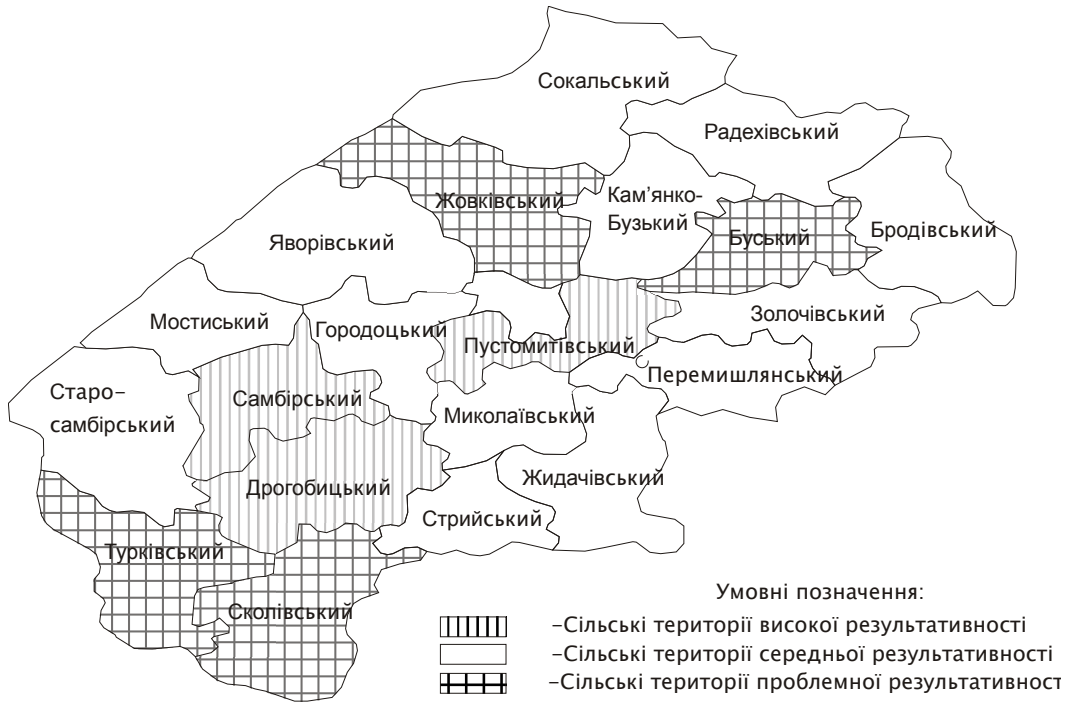 Сокальський
Радехівський
Жовківський
Кам’янко-
Бузький
Буський
Бродівський
Яворівський
Мостиський
Городоцький
Золочівський
Пустомитівський
Перемишлянський
Старо-
самбірський
Самбірський
Миколаївський
Дрогобицький
Жидачівський
Стрийський
Турківський
Сколівський
Умовні позначення:
–Сільські території високої результативності
–Сільські території середньої результативності
–Сільські території проблемної результативност